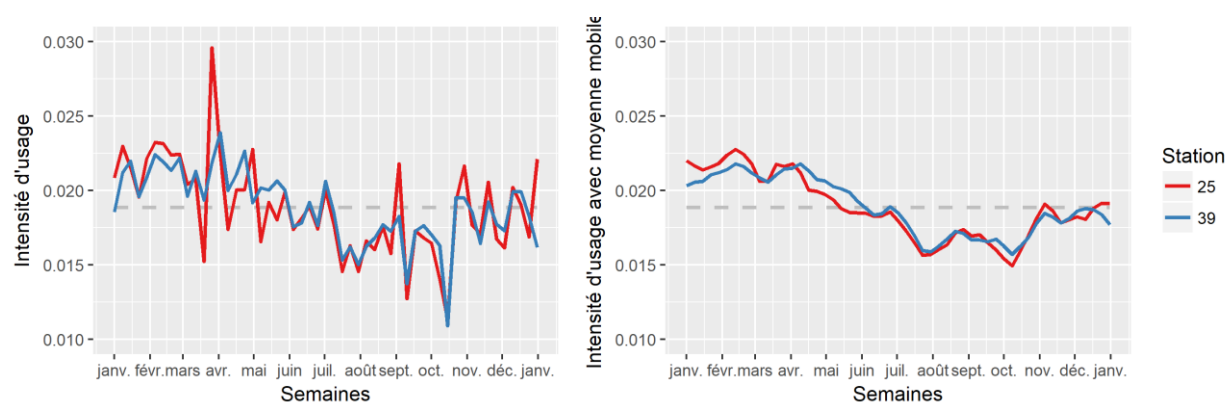 Intensité d'usage
0.030
0.025
0.020
0.015
0.010
janv. févr. mars avr. mai juin juil. août sept. oct. nov. déc. janv.
Semaines
Intensité d'usage avec moyenne mobile
0.030
0.025
0.020
0.015
0.010
janv. févr. mars avr. mai juin juil. août sept. oct. nov. déc. janv.
Semaines
Station
25
39